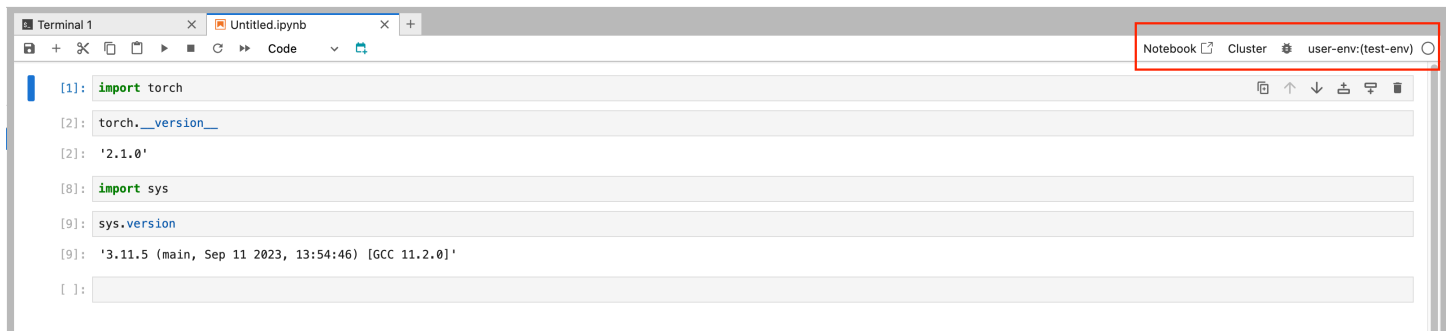 Terminal 1 Untitled.ipynb
Code Notebook Cluster user-env:(test-env)
[1]: import torch
[2]: torch.__version__
[2]: '2.1.0'
[8]: import sys
[9]: sys.version
[9]: '3.11.5 (main, Sep 11 2023, 13:54:46) [GCC 11.2.0]'
[ ]: